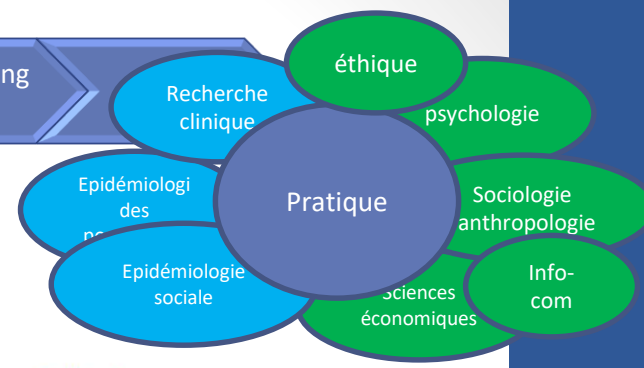 ng
éthique
Recherche
clinique
psychologie
Epidémiologi
des
Pratique
Sociologie
anthropologie
Epidémiologie
sociale
Info-
com
Sciences
économiques